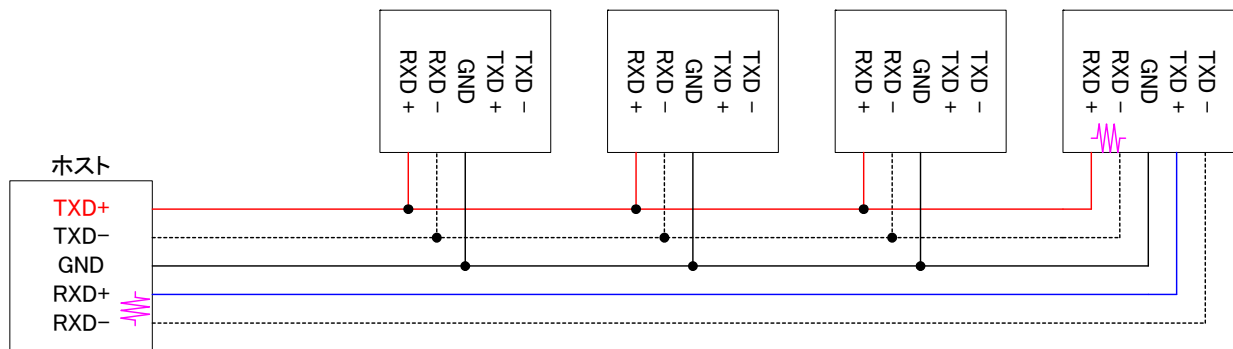 RXD +
RXD -
GND
TXD +
TXD -
RXD +
RXD -
GND
TXD +
TXD -
RXD +
RXD -
GND
TXD +
TXD -
RXD +
RXD -
GND
TXD +
TXD -
ホスト
TXD+
TXD-
GND
RXD+
RXD-